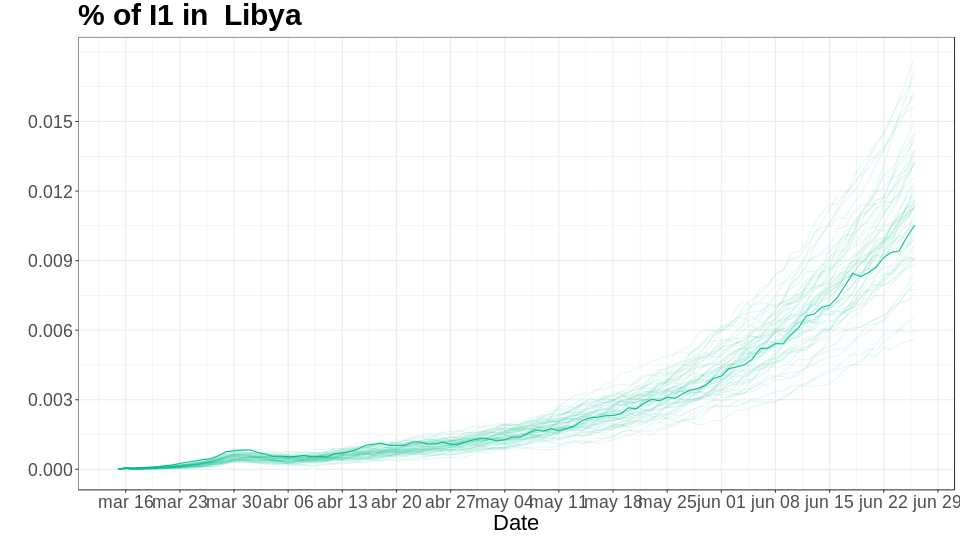 % of I1 in  Libya
0.015
0.012
0.009
0.006
0.003
0.000
mar 16 mar 23 mar 30 abr 06 abr 13 abr 20 abr 27 may 04 may 11 may 18 may 25 jun 01 jun 08 jun 15 jun 22 jun 29
Date